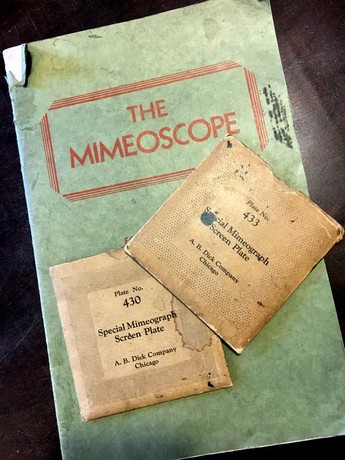 THE
MIMEOSCOPE
Plate No.
433
Special Mimeograph
Screen Plate
A. B. Dick Company
Chicago
Plate No.
430
Special Mimeograph
Screen Plate
A. B. Dick Company
Chicago